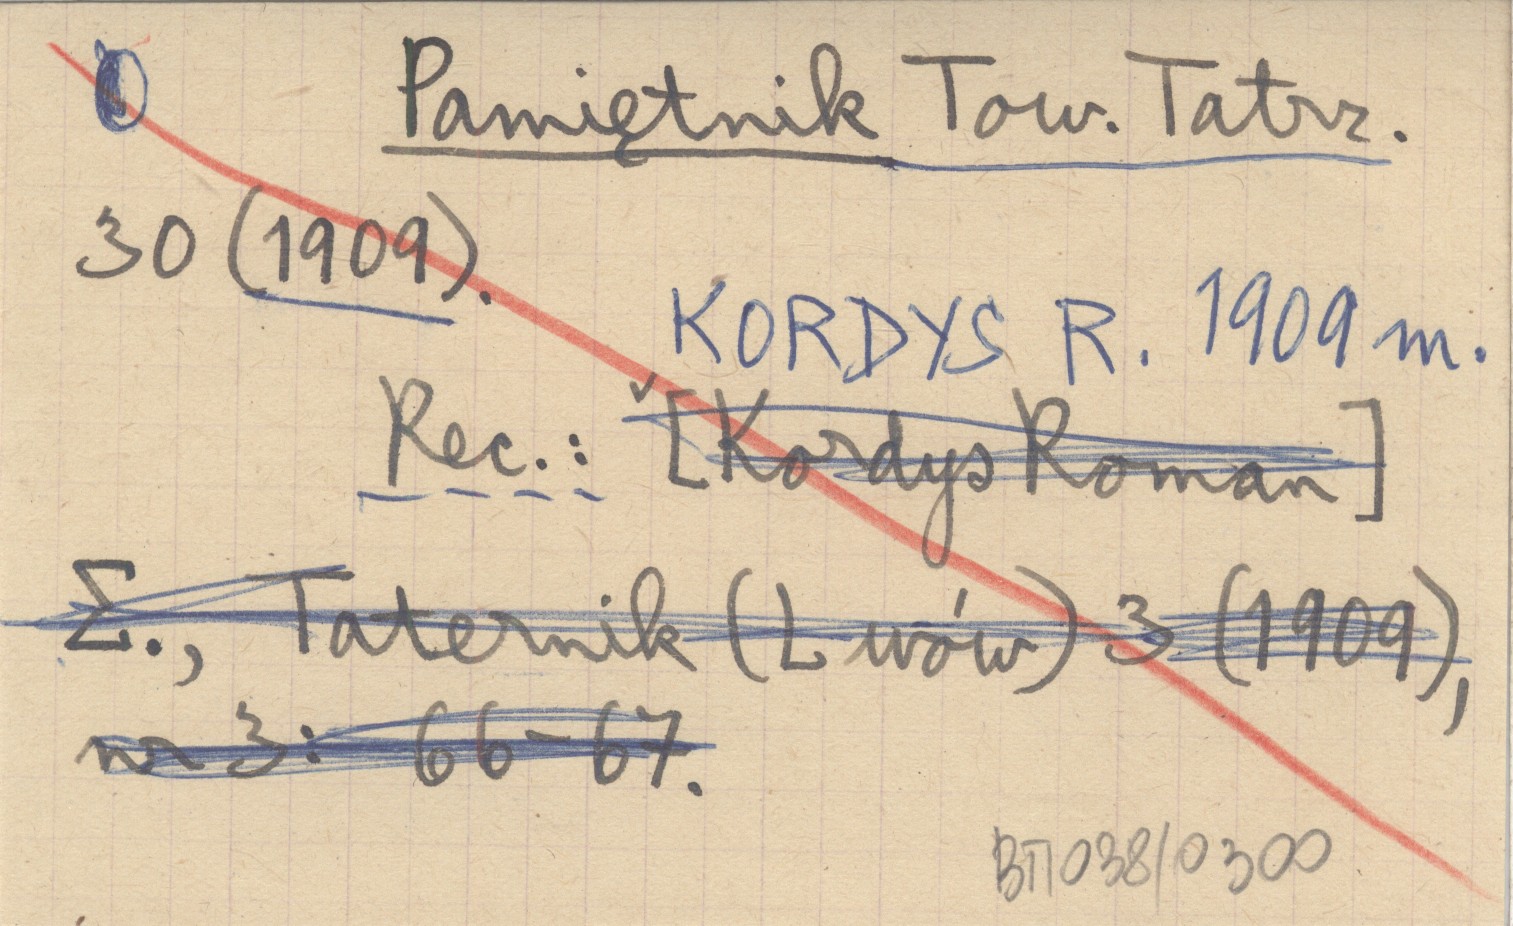 Pamiętnik Tow. Tatrz.
30 (1909).
KORDYS R. 1909 m.
Rec.: [Kordys Roman]
Σ., Taternik (Lwów) 3 (1909),
nr 3: 66-67.
ВП038/0300